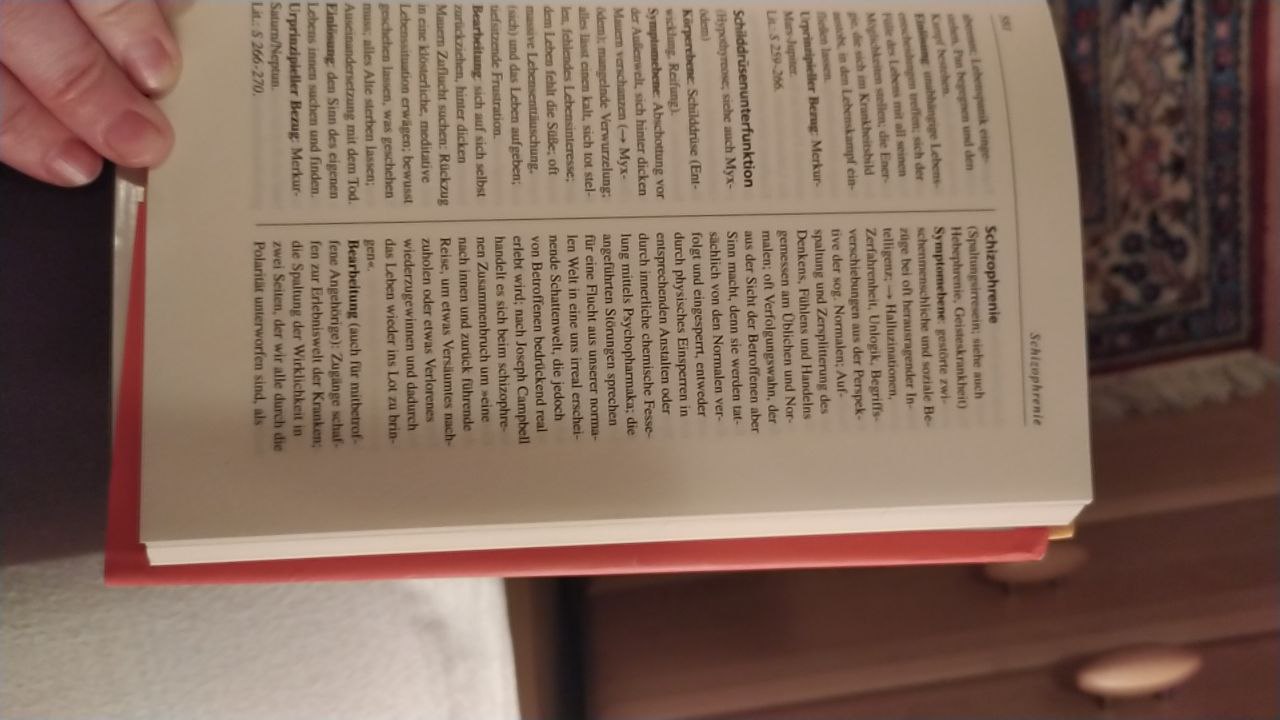 557
Schizophrenie
abtrennt; Lebenspunk einge-
stehen, Pan begegnen und den
Kampf bestehen.
Einlösung: unabhängige Lebens-
entscheidungen treffen; sich der
Fülle des Lebens mit all seinen
Möglichkeiten stellen, die Ener-
gie, die sich im Krankheitsbild
austobt, in den Lebenskampf ein-
fließen lassen.
Urprinzipieller Bezug: Merkur-
Mars-Jupiter.
Lit.: S 259-266.
Schilddrüsenunterfunktion
(Hypothyreose; siehe auch Myx-
ödem)
Körperebene: Schilddrüse (Ent-
wicklung, Reifung).
Symptomebene: Abschottung vor
der Außenwelt, sich hinter dicken
Mauern verschanzen (→ Myx-
ödem); mangelnde Verwurzelung;
alles lässt einen kalt, sich tot stel-
len, fehlendes Lebensinteresse;
dem Leben fehlt die Süße; oft
massive Lebensenttäuschung,
(sich) und das Leben aufgeben;
tiefsitzende Frustration.
Bearbeitung: sich auf sich selbst
zurückziehen, hinter dicken
Mauern Zuflucht suchen: Rückzug
in eine klösterliche, meditative
Lebenssituation erwägen; bewusst
geschehen lassen, was geschehen
muss; alles Alte sterben lassen;
Auseinandersetzung mit dem Tod.
Einlösung: den Sinn des eigenen
Lebens innen suchen und finden.
Urprinzipieller Bezug: Merkur-
Saturn/Neptun.
Lit.: S 266-270.
Schizophrenie
(Spaltungsirresein; siehe auch
Hebephrenie, Geisteskrankheit)
Symptomebene: gestörte zwi-
schenmenschliche und soziale Be-
züge bei oft herausragender In-
telligenz; → Halluzinationen,
Zerfahrenheit, Unlogik, Begriffs-
verschiebungen aus der Perspek-
tive der sog. Normalen; Auf-
spaltung und Zersplitterung des
Denkens, Fühlens und Handelns
gemessen am Üblichen und Nor-
malen; oft Verfolgungswahn, der
aus der Sicht der Betroffenen aber
Sinn macht, denn sie werden tat-
sächlich von den Normalen ver-
folgt und eingesperrt, entweder
durch physisches Einsperren in
entsprechenden Anstalten oder
durch innerliche chemische Fesse-
lung mittels Psychopharmaka; die
angeführten Störungen sprechen
für eine Flucht aus unserer norma-
len Welt in eine uns irreal erschei-
nende Schattenwelt, die jedoch
von Betroffenen bedrückend real
erlebt wird; nach Joseph Campbell
handelt es sich beim schizophre-
nen Zusammenbruch um »eine
nach innen und zurück führende
Reise, um etwas Versäumtes nach-
zuholen oder etwas Verlorenes
wiederzugewinnen und dadurch
das Leben wieder ins Lot zu brin-
gen«.
Bearbeitung (auch für mitbetrof-
fene Angehörige): Zugänge schaf-
fen zur Erlebniswelt der Kranken;
die Spaltung der Wirklichkeit in
zwei Seiten, der wir alle durch die
Polarität unterworfen sind, als